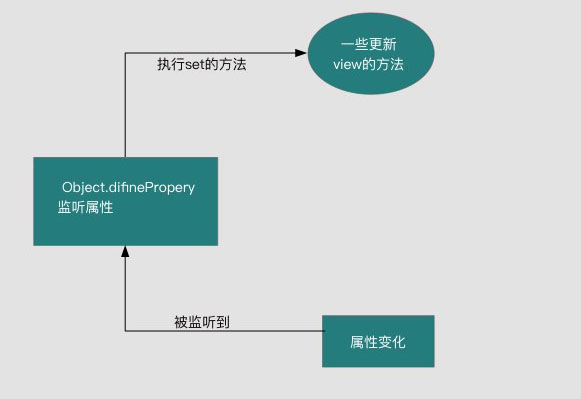 一些更新
view的方法
执行set的方法
Object.difinePropery
监听属性
被监听到
属性变化